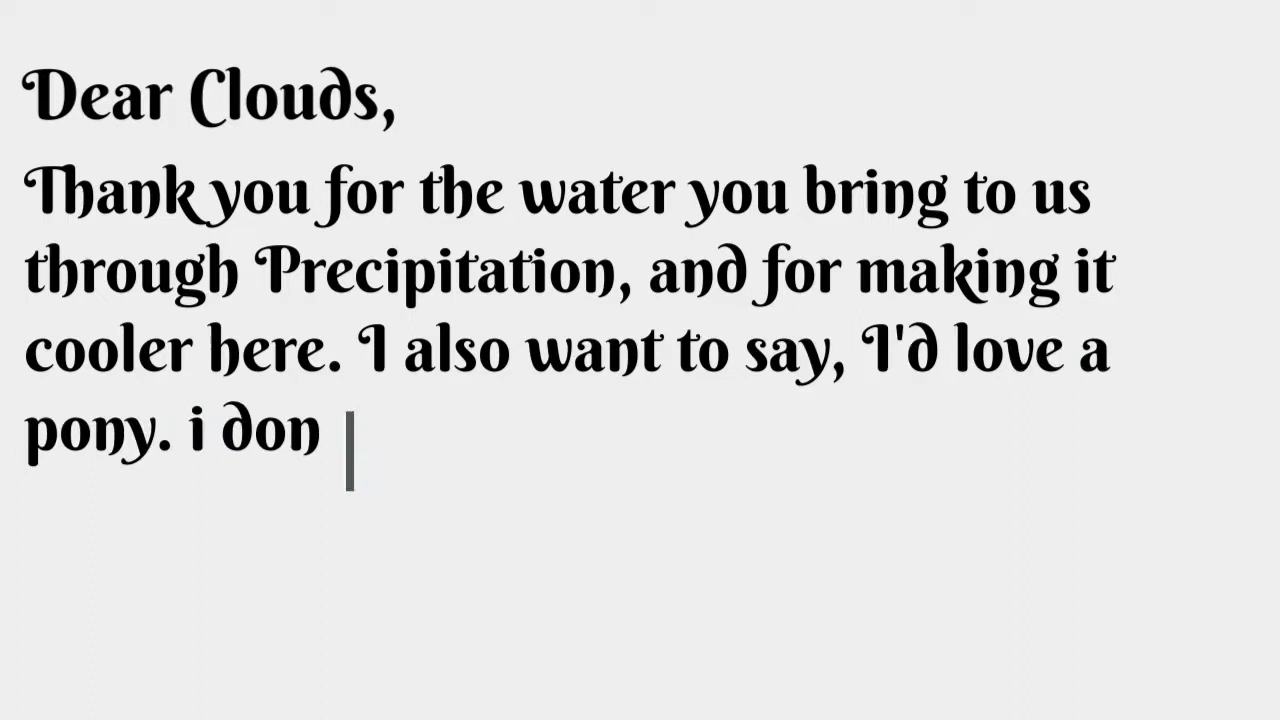 Dear Clouds,
Thank you for the water you bring to us
through Precipitation, and for making it
cooler here. I also want to say, I'd love a
pony. i don